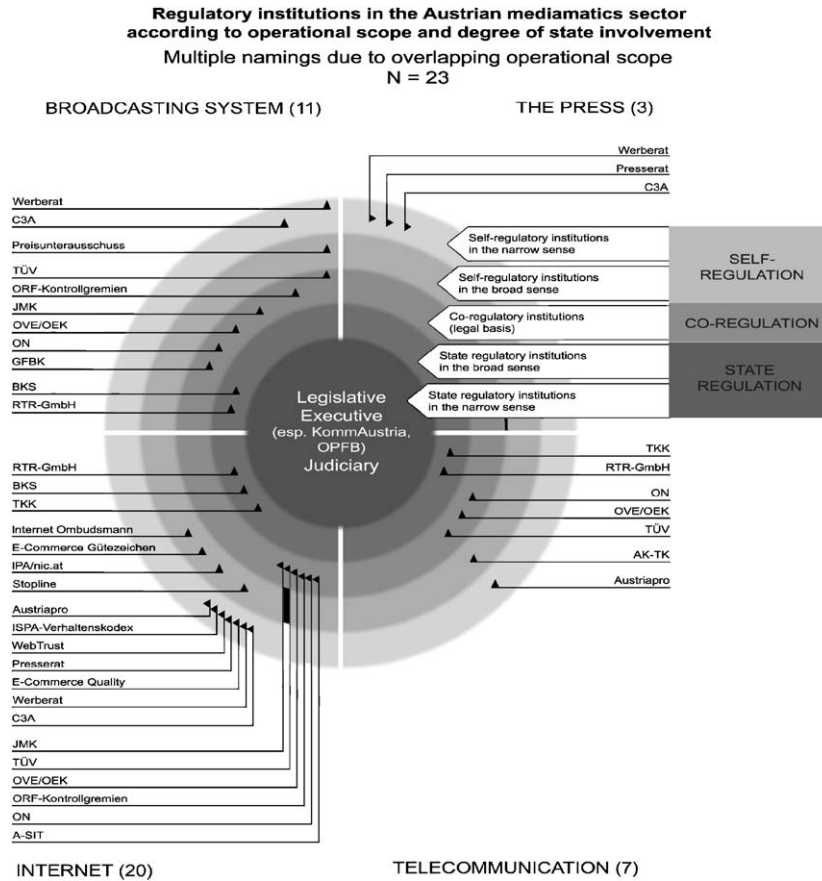 Regulatory institutions in the Austrian mediamatics sector
according to operational scope and degree of state involvement
Multiple namings due to overlapping operational scope
N = 23
BROADCASTING SYSTEM (11)
THE PRESS (3)
Werberat
Presserat
C3A
Werberat
C3A
Preisunterausschuss
TÜV
ORF-Kontrollgremien
JMK
OVE/OEK
ON
GFBK
BKS
RTR-GmbH
Self-regulatory institutions
in the narrow sense
Self-regulatory institutions
in the broad sense
Co-regulatory institutions
(legal basis)
State regulatory institutions
in the broad sense
State regulatory institutions
in the narrow sense
SELF-
REGULATION
CO-REGULATION
STATE
REGULATION
Legislative
Executive
(esp. KommAustria,
OPFB)
Judiciary
RTR-GmbH
BKS
TKK
Internet Ombudsmann
E-Commerce Gütezeichen
IPA/nic.at
Stopline
Austriapro
ISPA-Verhaltenskodex
WebTrust
Presserat
E-Commerce Quality
Werberat
C3A
JMK
TÜV
OVE/OEK
ORF-Kontrollgremien
ON
A-SIT
TKK
RTR-GmbH
ON
OVE/OEK
TÜV
AK-TK
Austriapro
INTERNET (20)
TELECOMMUNICATION (7)